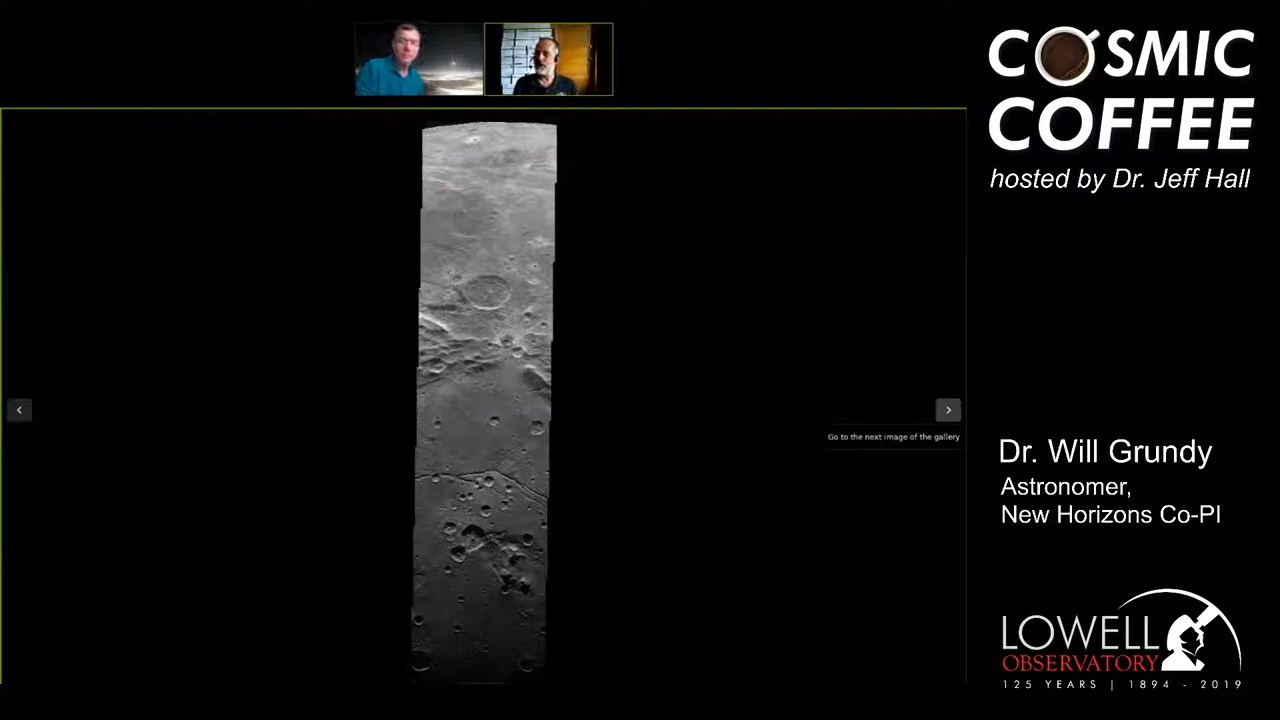 COSMIC
COFFEE
hosted by Dr. Jeff Hall
Go to the next image of the gallery
Dr. Will Grundy
Astronomer,
New Horizons Co-PI
LOWELL
OBSERVATORY
125 YEARS | 1894 - 2019